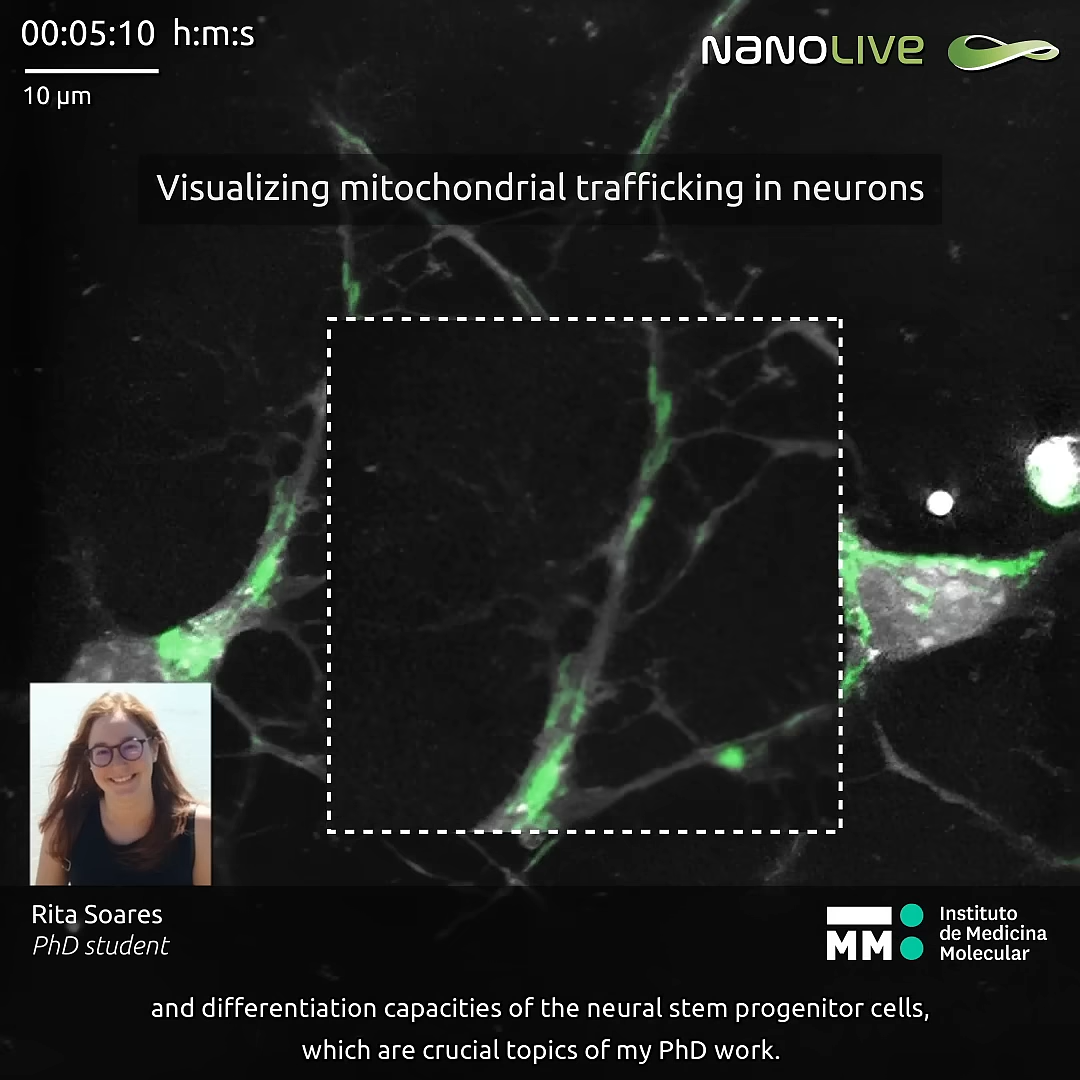 00:05:10 h:m:s
10 µm
NANOLIVE
Visualizing mitochondrial trafficking in neurons
Rita Soares
PhD student
MM
Instituto
de Medicina
Molecular
and differentiation capacities of the neural stem progenitor cells,
which are crucial topics of my PhD work.